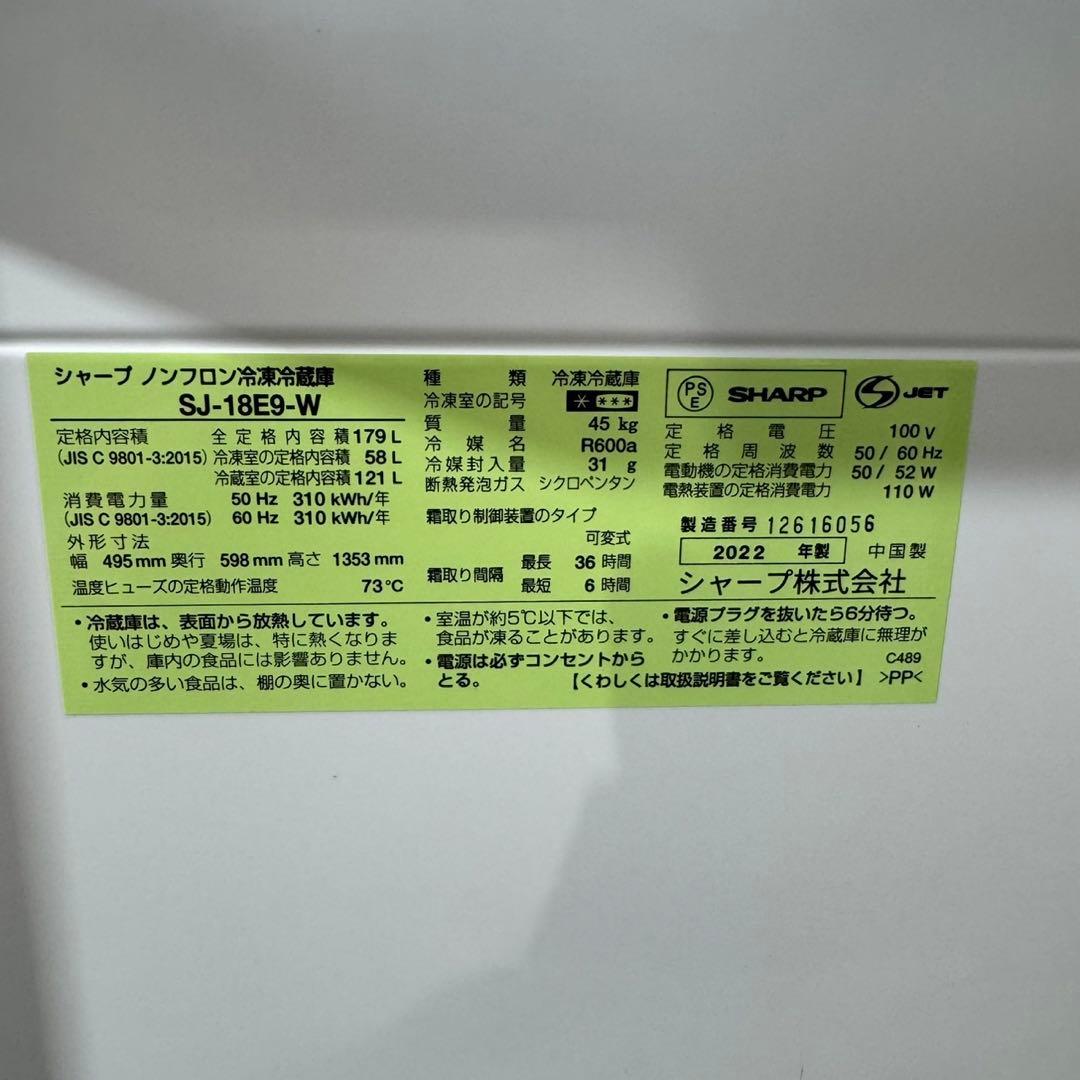 シャープ ノンフロン冷凍冷蔵庫
SJ-18E9-W
定格内容積 全定格内容積 179 L
(JIS C 9801-3:2015) 冷凍室の定格内容積 58 L
冷蔵室の定格内容積 121 L
消費電力量 50 Hz 310 kWh/年
(JIS C 9801-3:2015) 60 Hz 310 kWh/年
外形寸法
幅 495 mm 奥行 598 mm 高さ 1353 mm
温度ヒューズの定格動作温度 73℃
種類 冷凍冷蔵庫
冷凍室の記号 * ***
質量 45 kg
冷媒名 R600a
冷媒封入量 31 g
断熱発泡ガス シクロペンタン
霜取り制御装置のタイプ
可変式
霜取り間隔 最長 36 時間
最短 6 時間
PSE SHARP S JET
定格電圧 100 V
定格周波数 50 / 60 Hz
電動機の定格消費電力 50 / 52 W
電熱装置の定格消費電力 110 W
製造番号 12616056
2022 年製 中国製
シャープ株式会社
・冷蔵庫は、表面から放熱しています。
使いはじめや夏場は、特に熱くなりま
すが、庫内の食品には影響ありません。
・水気の多い食品は、棚の奥に置かない。
・室温が約5℃以下では、
食品が凍ることがあります。
・電源は必ずコンセントから
とる。
・電源プラグを抜いたら6分待つ。
すぐに差し込むと冷蔵庫に無理が
かかります。 C489
【くわしくは取扱説明書をご覧ください】 >PP<